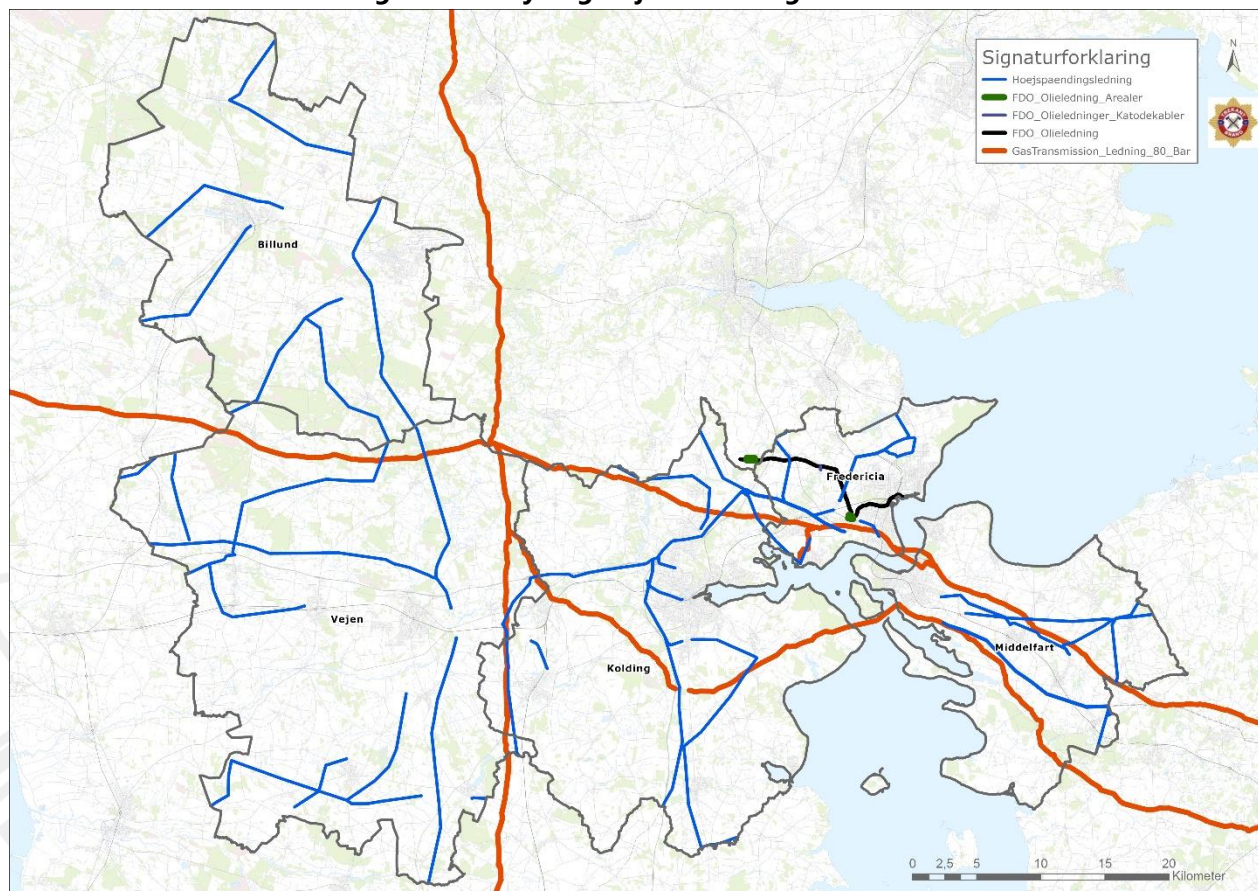 Signaturforklaring
N
Hoejspaendingsledning
FDO_Olieledning_Arealer
FDO_Olieledninger_Katodekabler
FDO_Olieledning
GasTransmission_Ledning_80_Bar
Billund
Fredericia
Vejen
Kolding
Middelfart
0 2,5 5 10 15 20
Kilometer